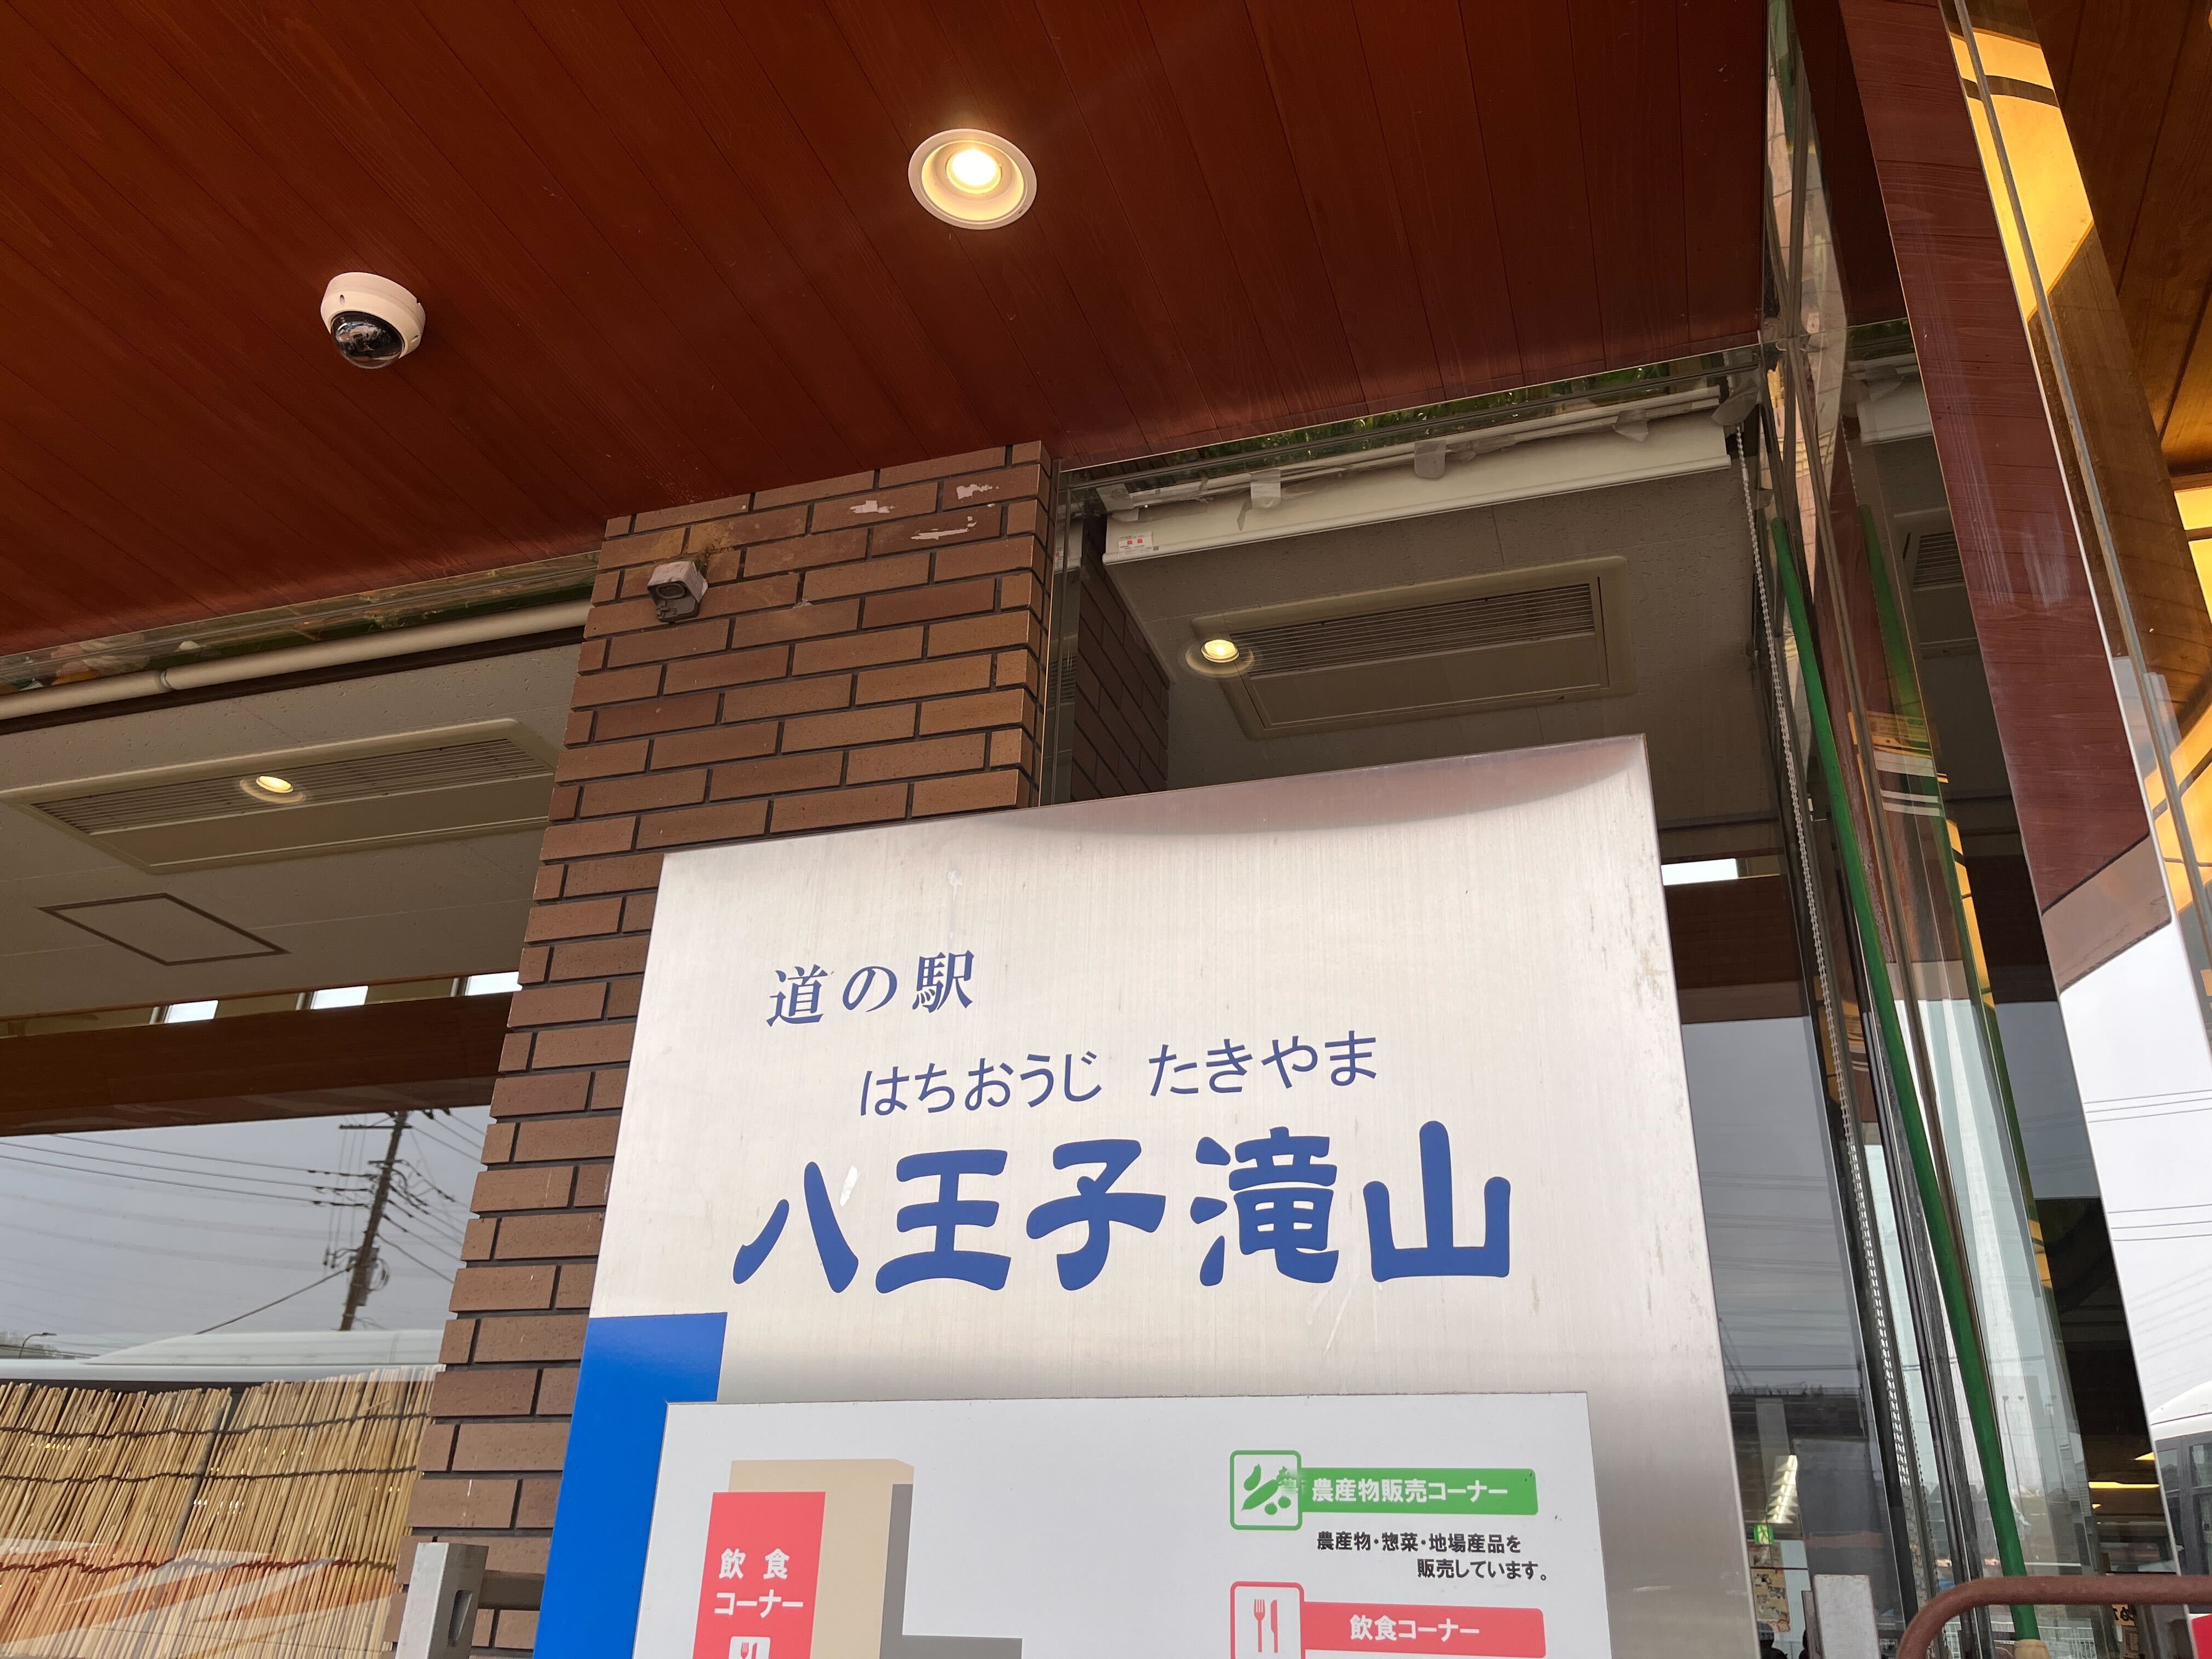 道の駅
はちおうじ たきやま
八王子滝山
農産物販売コーナー
農産物・惣菜・地場産品を
販売しています。
飲食
コーナー
飲食コーナー